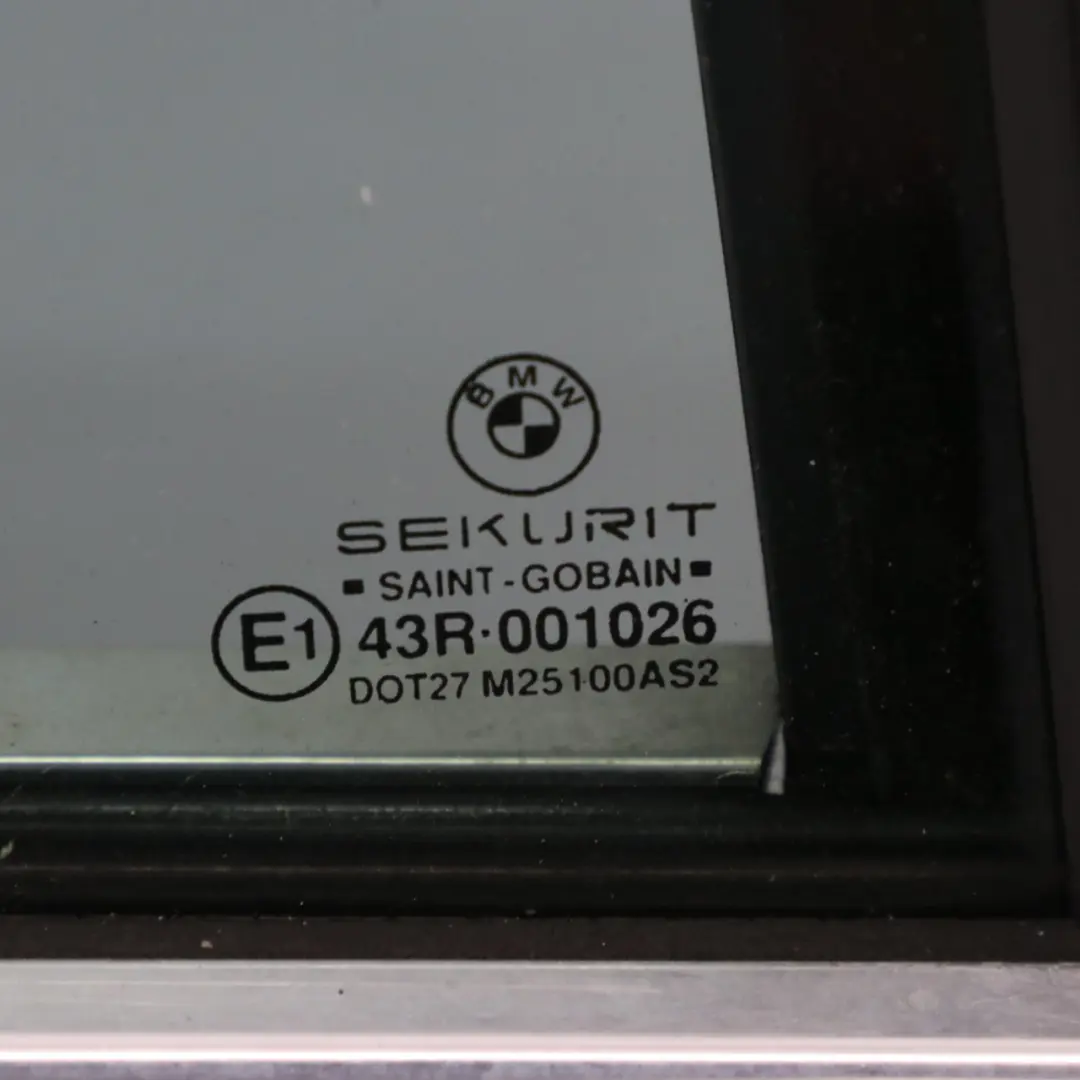 BMW
SEKURIT
SAINT-GOBAIN
E1 43R·001026
DOT27 M25100AS2